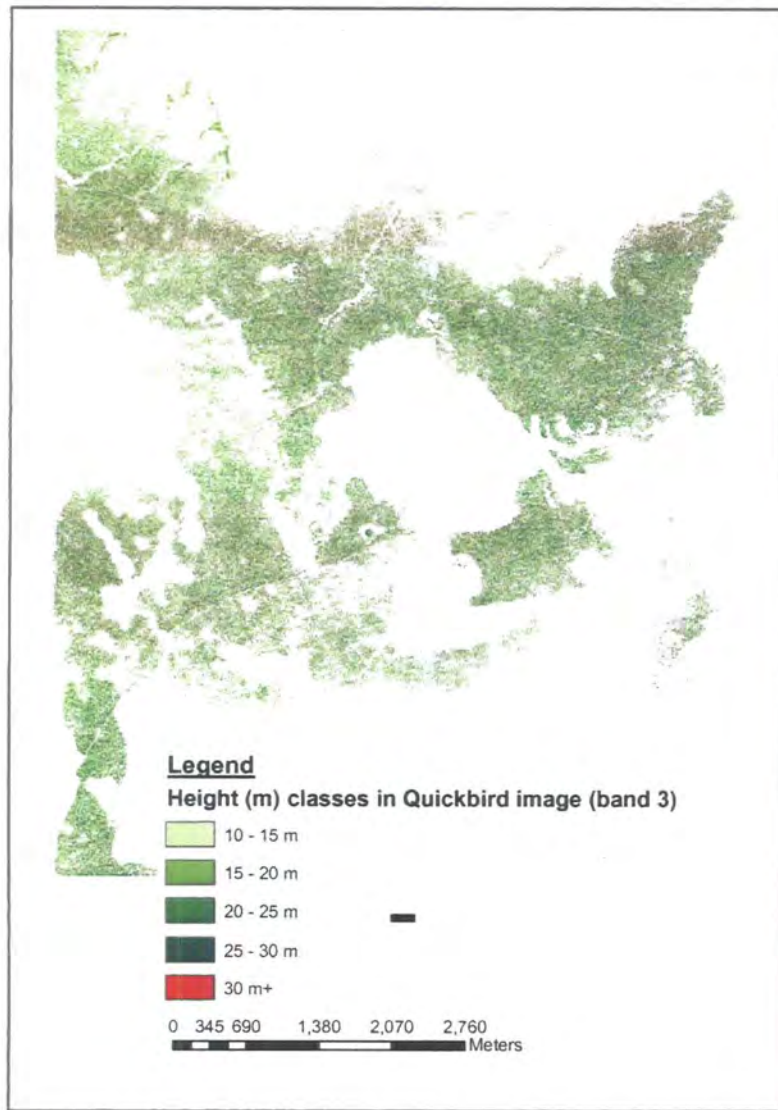 Legend
Height (m) classes in Quickbird image (band 3)
10 - 15 m
15 - 20 m
20 - 25 m
25 - 30 m
30 m+
0 345 690 1,380 2,070 2,760
Meters